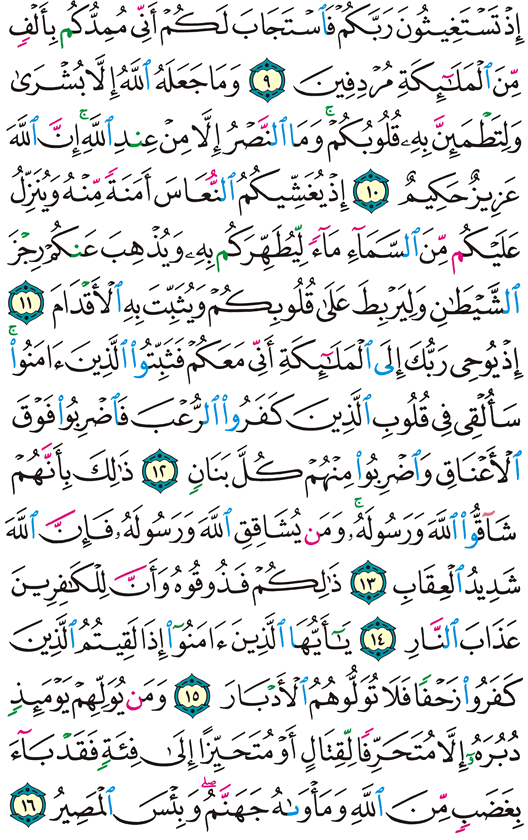 إِذۡ تَسۡتَغِيثُونَ رَبَّكُمۡ فَٱسۡتَجَابَ لَكُمۡ أَنِّي مُمِدُّكُم بِأَلۡفٖ
مِّنَ ٱلۡمَلَٰٓئِكَةِ مُرۡدِفِينَ ٩ وَمَا جَعَلَهُ ٱللَّهُ إِلَّا بُشۡرَىٰ
وَلِتَطۡمَئِنَّ بِهِۦ قُلُوبُكُمۡۚ وَمَا ٱلنَّصۡرُ إِلَّا مِنۡ عِندِ ٱللَّهِۚ إِنَّ ٱللَّهَ
عَزِيزٌ حَكِيمٌ ١٠ إِذۡ يُغَشِّيكُمُ ٱلنُّعَاسَ أَمَنَةٗ مِّنۡهُ وَيُنَزِّلُ
عَلَيۡكُم مِّنَ ٱلسَّمَآءِ مَآءٗ لِّيُطَهِّرَكُم بِهِۦ وَيُذۡهِبَ عَنكُمۡ رِجۡزَ
ٱلشَّيۡطَٰنِ وَلِيَرۡبِطَ عَلَىٰ قُلُوبِكُمۡ وَيُثَبِّتَ بِهِ ٱلۡأَقۡدَامَ ١١
إِذۡ يُوحِي رَبُّكَ إِلَى ٱلۡمَلَٰٓئِكَةِ أَنِّي مَعَكُمۡ فَثَبِّتُواْ ٱلَّذِينَ ءَامَنُواْۚ
سَأُلۡقِي فِي قُلُوبِ ٱلَّذِينَ كَفَرُواْ ٱلرُّعۡبَ فَٱضۡرِبُواْ فَوۡقَ
ٱلۡأَعۡنَاقِ وَٱضۡرِبُواْ مِنۡهُمۡ كُلَّ بَنَانٖ ١٢ ذَٰلِكَ بِأَنَّهُمۡ
شَآقُّواْ ٱللَّهَ وَرَسُولَهُۥۚ وَمَن يُشَاقِقِ ٱللَّهَ وَرَسُولَهُۥ فَإِنَّ ٱللَّهَ
شَدِيدُ ٱلۡعِقَابِ ١٣ ذَٰلِكُمۡ فَذُوقُوهُ وَأَنَّ لِلۡكَٰفِرِينَ
عَذَابَ ٱلنَّارِ ١٤ يَٰٓأَيُّهَا ٱلَّذِينَ ءَامَنُوٓاْ إِذَا لَقِيتُمُ ٱلَّذِينَ
كَفَرُواْ زَحۡفٗا فَلَا تُوَلُّوهُمُ ٱلۡأَدۡبَارَ ١٥ وَمَن يُوَلِّهِمۡ يَوۡمَئِذٖ
دُبُرَهُۥٓ إِلَّا مُتَحَرِّفٗا لِّقِتَالٍ أَوۡ مُتَحَيِّزًا إِلَىٰ فِئَةٖ فَقَدۡ بَآءَ
بِغَضَبٖ مِّنَ ٱللَّهِ وَمَأۡوَىٰهُ جَهَنَّمُۖ وَبِئۡسَ ٱلۡمَصِيرُ ١٦